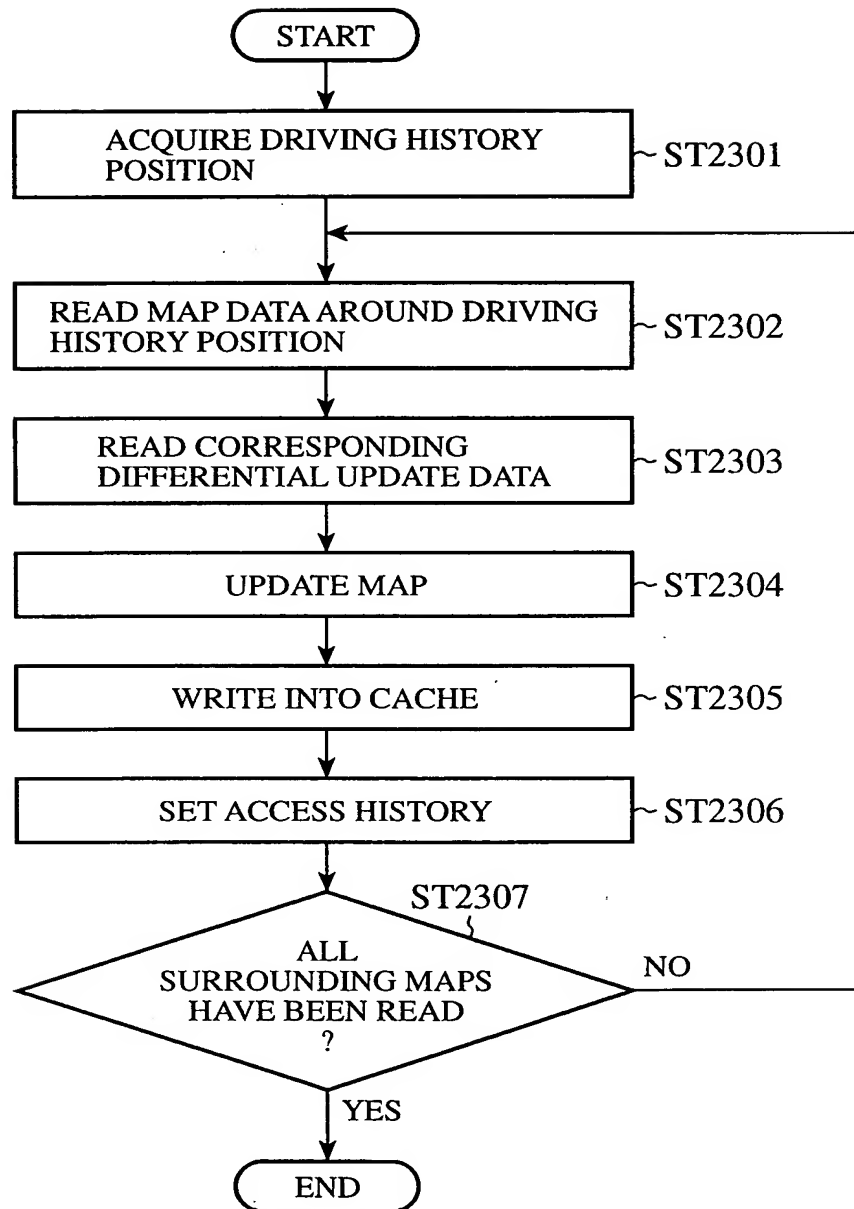 START
ACQUIRE DRIVING HISTORY
POSITION
ST2301
READ MAP DATA AROUND DRIVING
HISTORY POSITION
ST2302
READ CORRESPONDING
DIFFERENTIAL UPDATE DATA
ST2303
UPDATE MAP
ST2304
WRITE INTO CACHE
ST2305
SET ACCESS HISTORY
ST2306
ST2307
ALL
SURROUNDING MAPS
HAVE BEEN READ
?
NO
YES
END